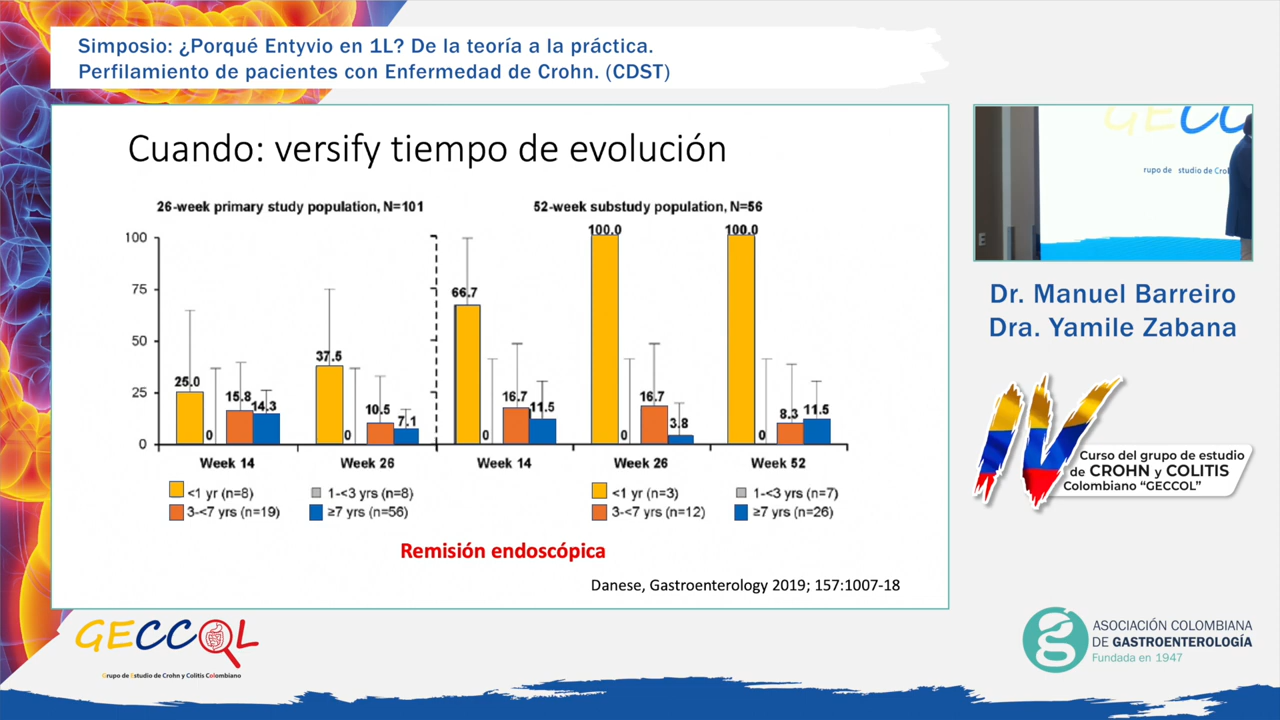 Simposio: ¿Porqué Entyvio en 1L? De la teoría a la práctica.
Perfilamiento de pacientes con Enfermedad de Crohn. (CDST)
Cuando: versify tiempo de evolución
26-week primary study population, N=101
52-week substudy population, N=56
100
75
50
25
0
25.0
0
15.8
14.3
37.5
0
10.5
7.1
66.7
0
16.7
11.5
100.0
0
16.7
3.8
100.0
0
8.3
11.5
Week 14
Week 26
Week 14
Week 26
Week 52
<1 yr (n=8)
1-<3 yrs (n=8)
3-<7 yrs (n=19)
≥7 yrs (n=56)
<1 yr (n=3)
1-<3 yrs (n=7)
3-<7 yrs (n=12)
≥7 yrs (n=26)
Remisión endoscópica
Danese, Gastroenterology 2019; 157:1007-18
GECC
rupo de studio de Cro
Dr. Manuel Barreiro
Dra. Yamile Zabana
IV
Curso del grupo de estudio
de CROHN y COLITIS
Colombiano “GECCOL”
GECCOL
Grupo de Estudio de Crohn y Colitis Colombiano
ASOCIACIÓN COLOMBIANA
DE GASTROENTEROLOGÍA
Fundada en 1947